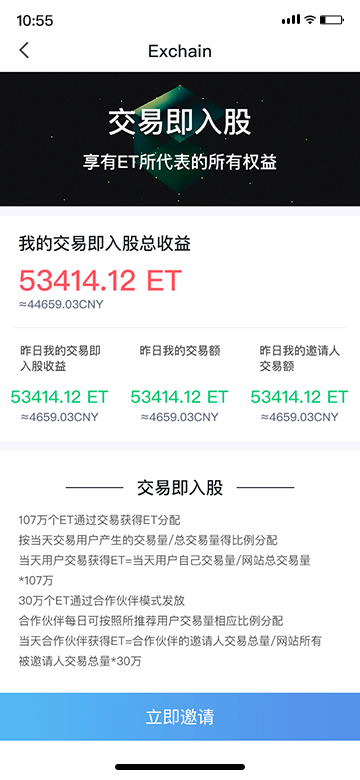 10:55
Exchain
交易即入股
享有ET所代表的所有权益
我的交易即入股总收益
53414.12 ET
≈44659.03CNY
昨日我的交易即
入股收益
53414.12 ET
≈4659.03CNY
昨日我的交易额
53414.12 ET
≈4659.03CNY
昨日我的邀请人
交易额
53414.12 ET
≈4659.03CNY
交易即入股
107万个ET通过交易获得ET分配
按当天交易用户产生的交易量/总交易量得比例分配
当天用户交易获得ET=当天用户自己交易量/网站总交易量
*107万
30万个ET通过合作伙伴模式发放
合作伙伴每日可按照所推荐用户交易量相应比例分配
当天合作伙伴获得ET=合作伙伴的邀请人交易总量/网站所有
被邀请人交易总量*30万
立即邀请